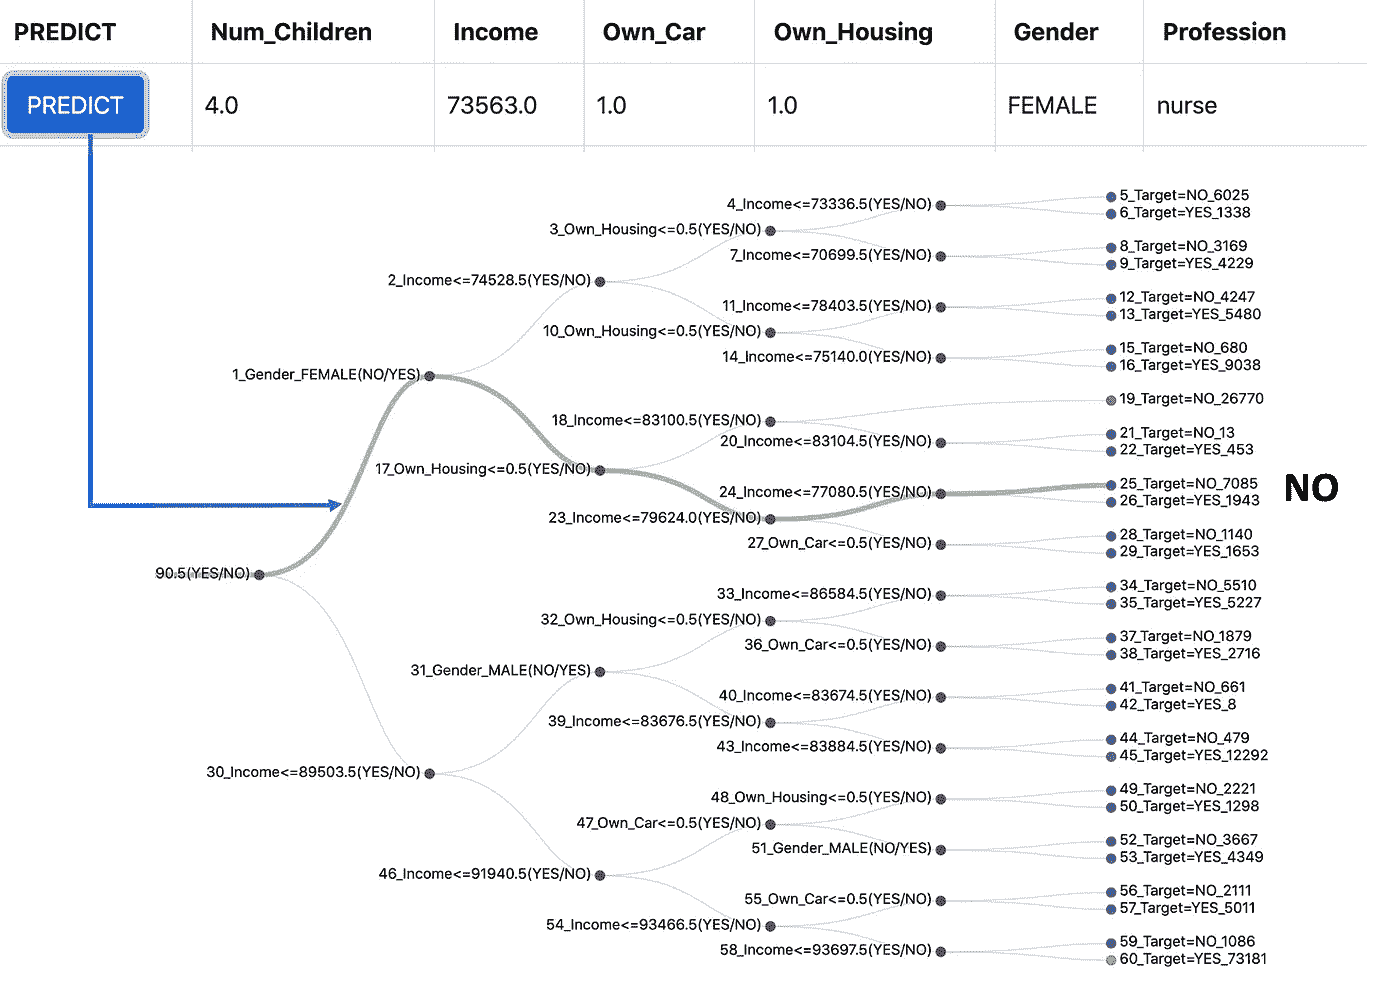 PREDICT Num_Children Income Own_Car Own_Housing Gender Profession
PREDICT 4.0 73563.0 1.0 1.0 FEMALE nurse
5_Target=NO_6025
4_Income<=73336.5(YES/NO)
6_Target=YES_1338
3_Own_Housing<=0.5(YES/NO)
8_Target=NO_3169
7_Income<=70699.5(YES/NO)
9_Target=YES_4229
2_Income<=74528.5(YES/NO)
12_Target=NO_4247
11_Income<=78403.5(YES/NO)
13_Target=YES_5480
10_Own_Housing<=0.5(YES/NO)
15_Target=NO_680
14_Income<=75140.0(YES/NO)
16_Target=YES_9038
1_Gender_FEMALE(NO/YES)
19_Target=NO_26770
18_Income<=83100.5(YES/NO)
21_Target=NO_13
20_Income<=83104.5(YES/NO)
22_Target=YES_453
17_Own_Housing<=0.5(YES/NO)
25_Target=NO_7085
NO
24_Income<=77080.5(YES/NO)
26_Target=YES_1943
23_Income<=79624.0(YES/NO)
28_Target=NO_1140
27_Own_Car<=0.5(YES/NO)
29_Target=YES_1653
90.5(YES/NO)
34_Target=NO_5510
33_Income<=86584.5(YES/NO)
35_Target=YES_5227
32_Own_Housing<=0.5(YES/NO)
37_Target=NO_1879
36_Own_Car<=0.5(YES/NO)
38_Target=YES_2716
31_Gender_MALE(NO/YES)
41_Target=NO_661
40_Income<=83674.5(YES/NO)
42_Target=YES_8
39_Income<=83676.5(YES/NO)
44_Target=NO_479
43_Income<=83884.5(YES/NO)
45_Target=YES_12292
30_Income<=89503.5(YES/NO)
49_Target=NO_2221
48_Own_Housing<=0.5(YES/NO)
50_Target=YES_1298
47_Own_Car<=0.5(YES/NO)
52_Target=NO_3667
51_Gender_MALE(NO/YES)
53_Target=YES_4349
46_Income<=91940.5(YES/NO)
56_Target=NO_2111
55_Own_Car<=0.5(YES/NO)
57_Target=YES_5011
54_Income<=93466.5(YES/NO)
59_Target=NO_1086
58_Income<=93697.5(YES/NO)
60_Target=YES_73181